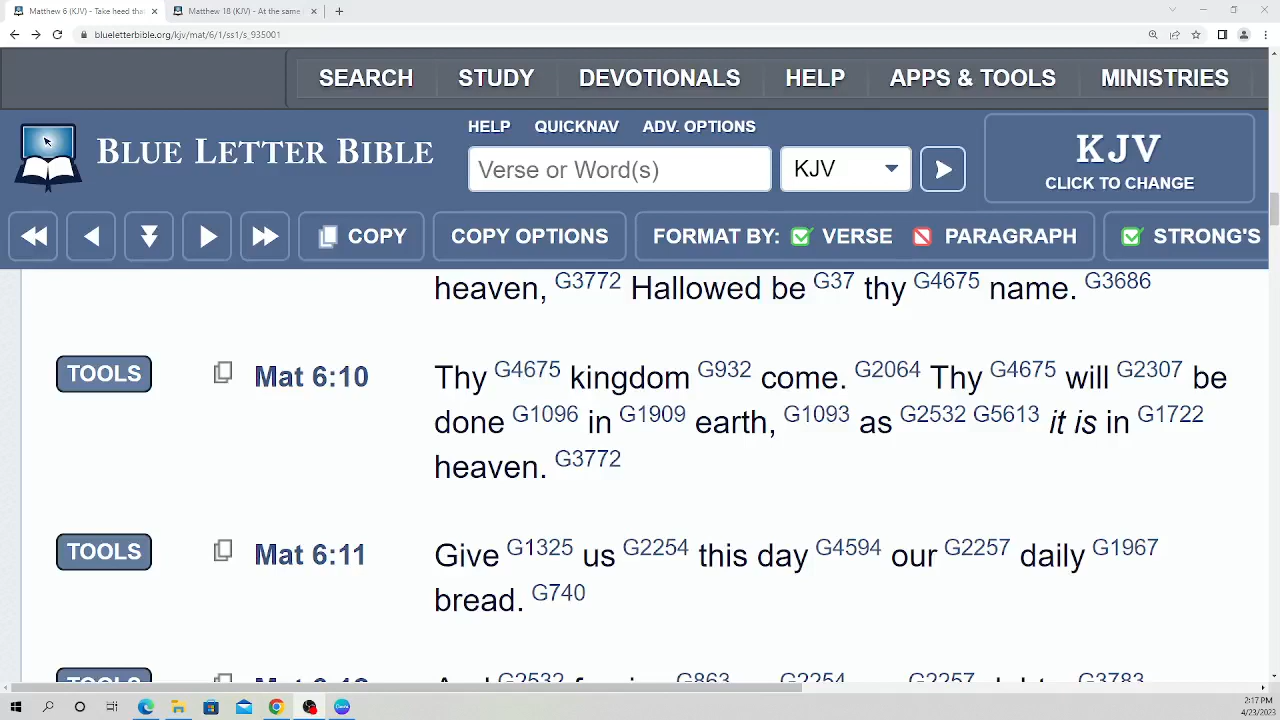 Matthew 6 (KJV) - Take heed tha
Matthew 18 (KJV) - At the same
blueletterbible.org/kjv/mat/6/1/ss1/s_935001
SEARCH STUDY DEVOTIONALS HELP APPS & TOOLS MINISTRIES
HELP QUICKNAV ADV. OPTIONS
BLUE LETTER BIBLE
Verse or Word(s)
KJV
KJV
CLICK TO CHANGE
COPY COPY OPTIONS FORMAT BY: VERSE PARAGRAPH STRONG'S
heaven, G3772 Hallowed be G37 thy G4675 name. G3686
TOOLS Mat 6:10 Thy G4675 kingdom G932 come. G2064 Thy G4675 will G2307 be
done G1096 in G1909 earth, G1093 as G2532 G5613 it is in G1722
heaven. G3772
TOOLS Mat 6:11 Give G1325 us G2254 this day G4594 our G2257 daily G1967
bread. G740
G2532 G863 G2254 G2257 G3783
2:17 PM
4/23/2023